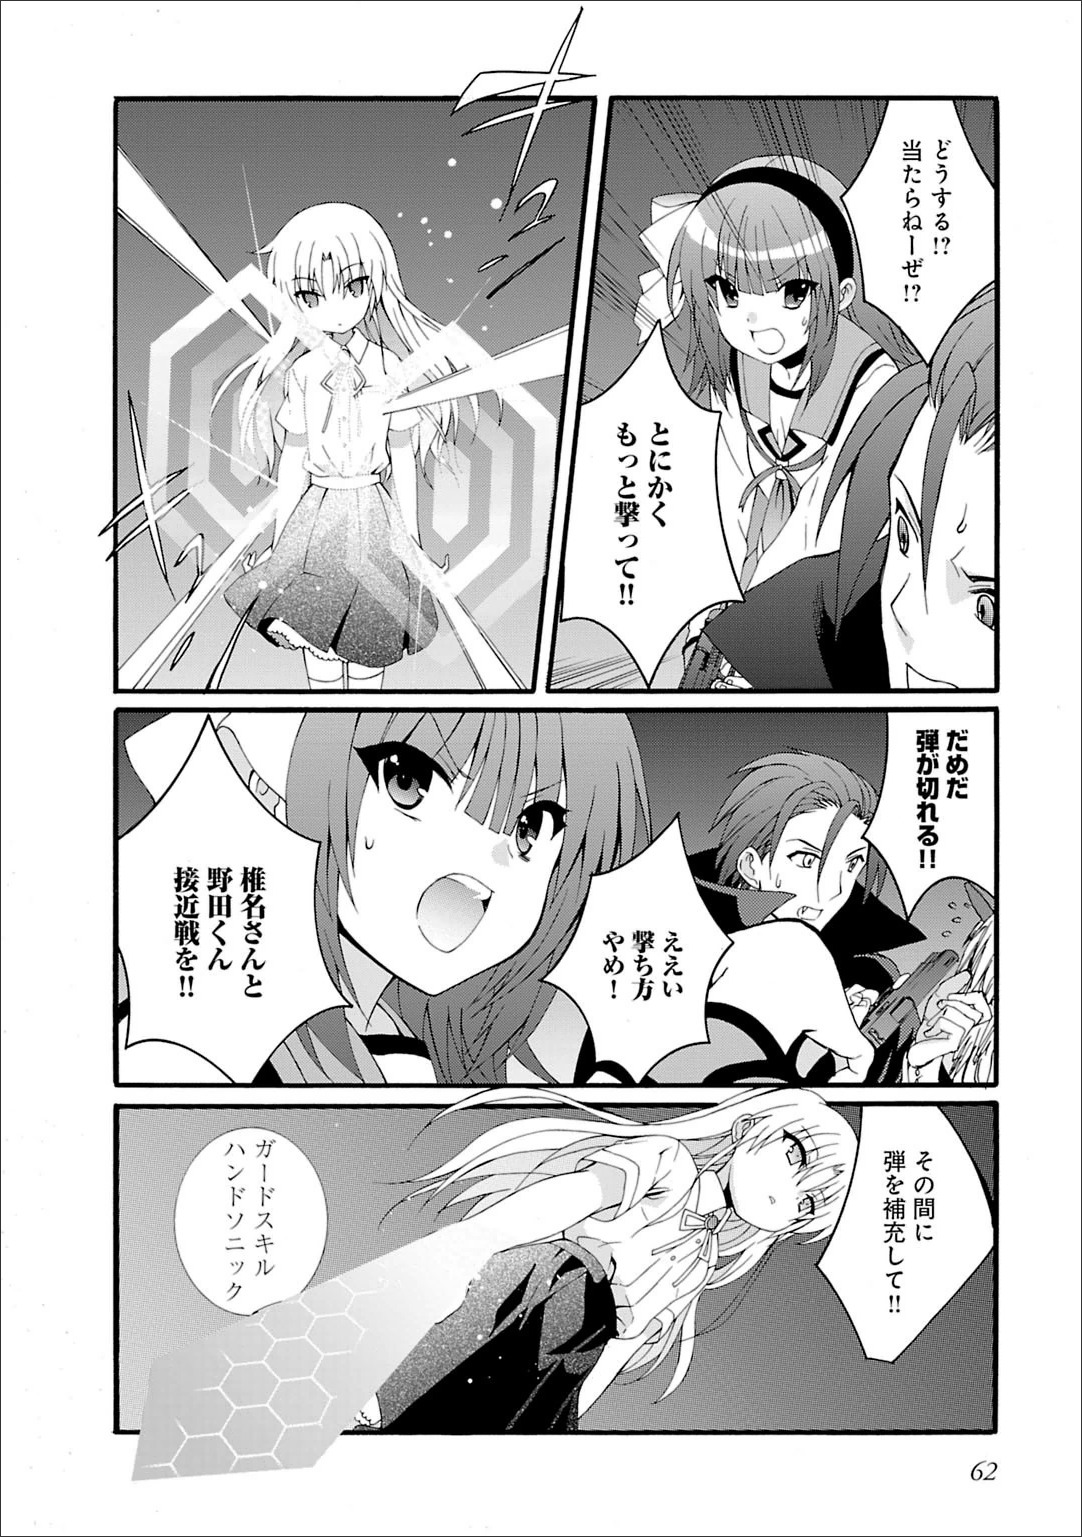 どうする!?
当たらねーぜ!?
とにかく
もっと撃って!!
だめだ
弾が切れる!!
ええい
撃ち方
やめ!
椎名さんと
野田くん
接近戦を!!
その間に
弾を補充して!!
ガードスキル
ハンドソニック
62